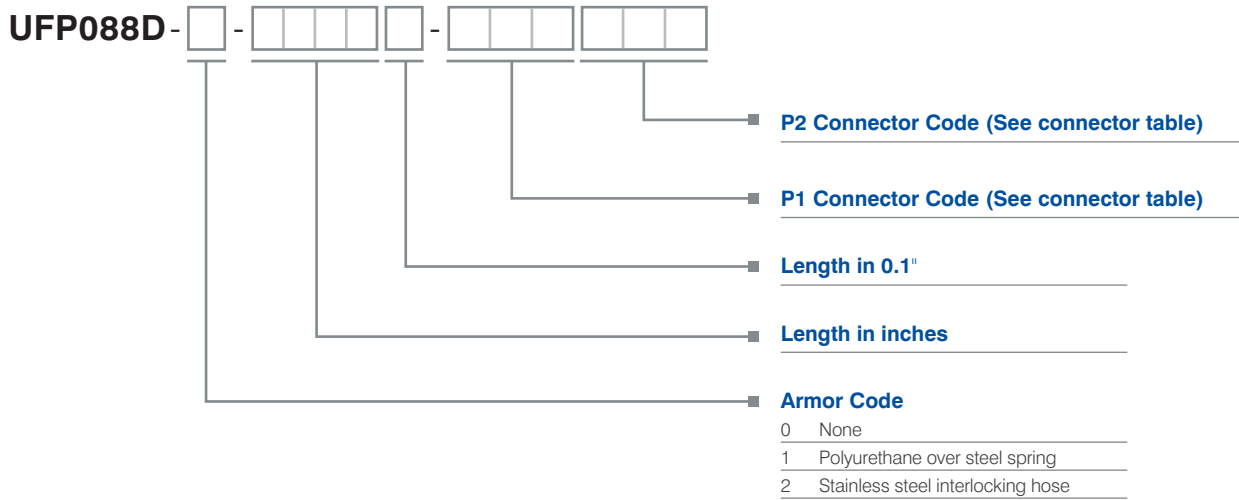 UFP088D- - -
P2 Connector Code (See connector table)
P1 Connector Code (See connector table)
Length in 0.1"
Length in inches
Armor Code
0 None
1 Polyurethane over steel spring
2 Stainless steel interlocking hose